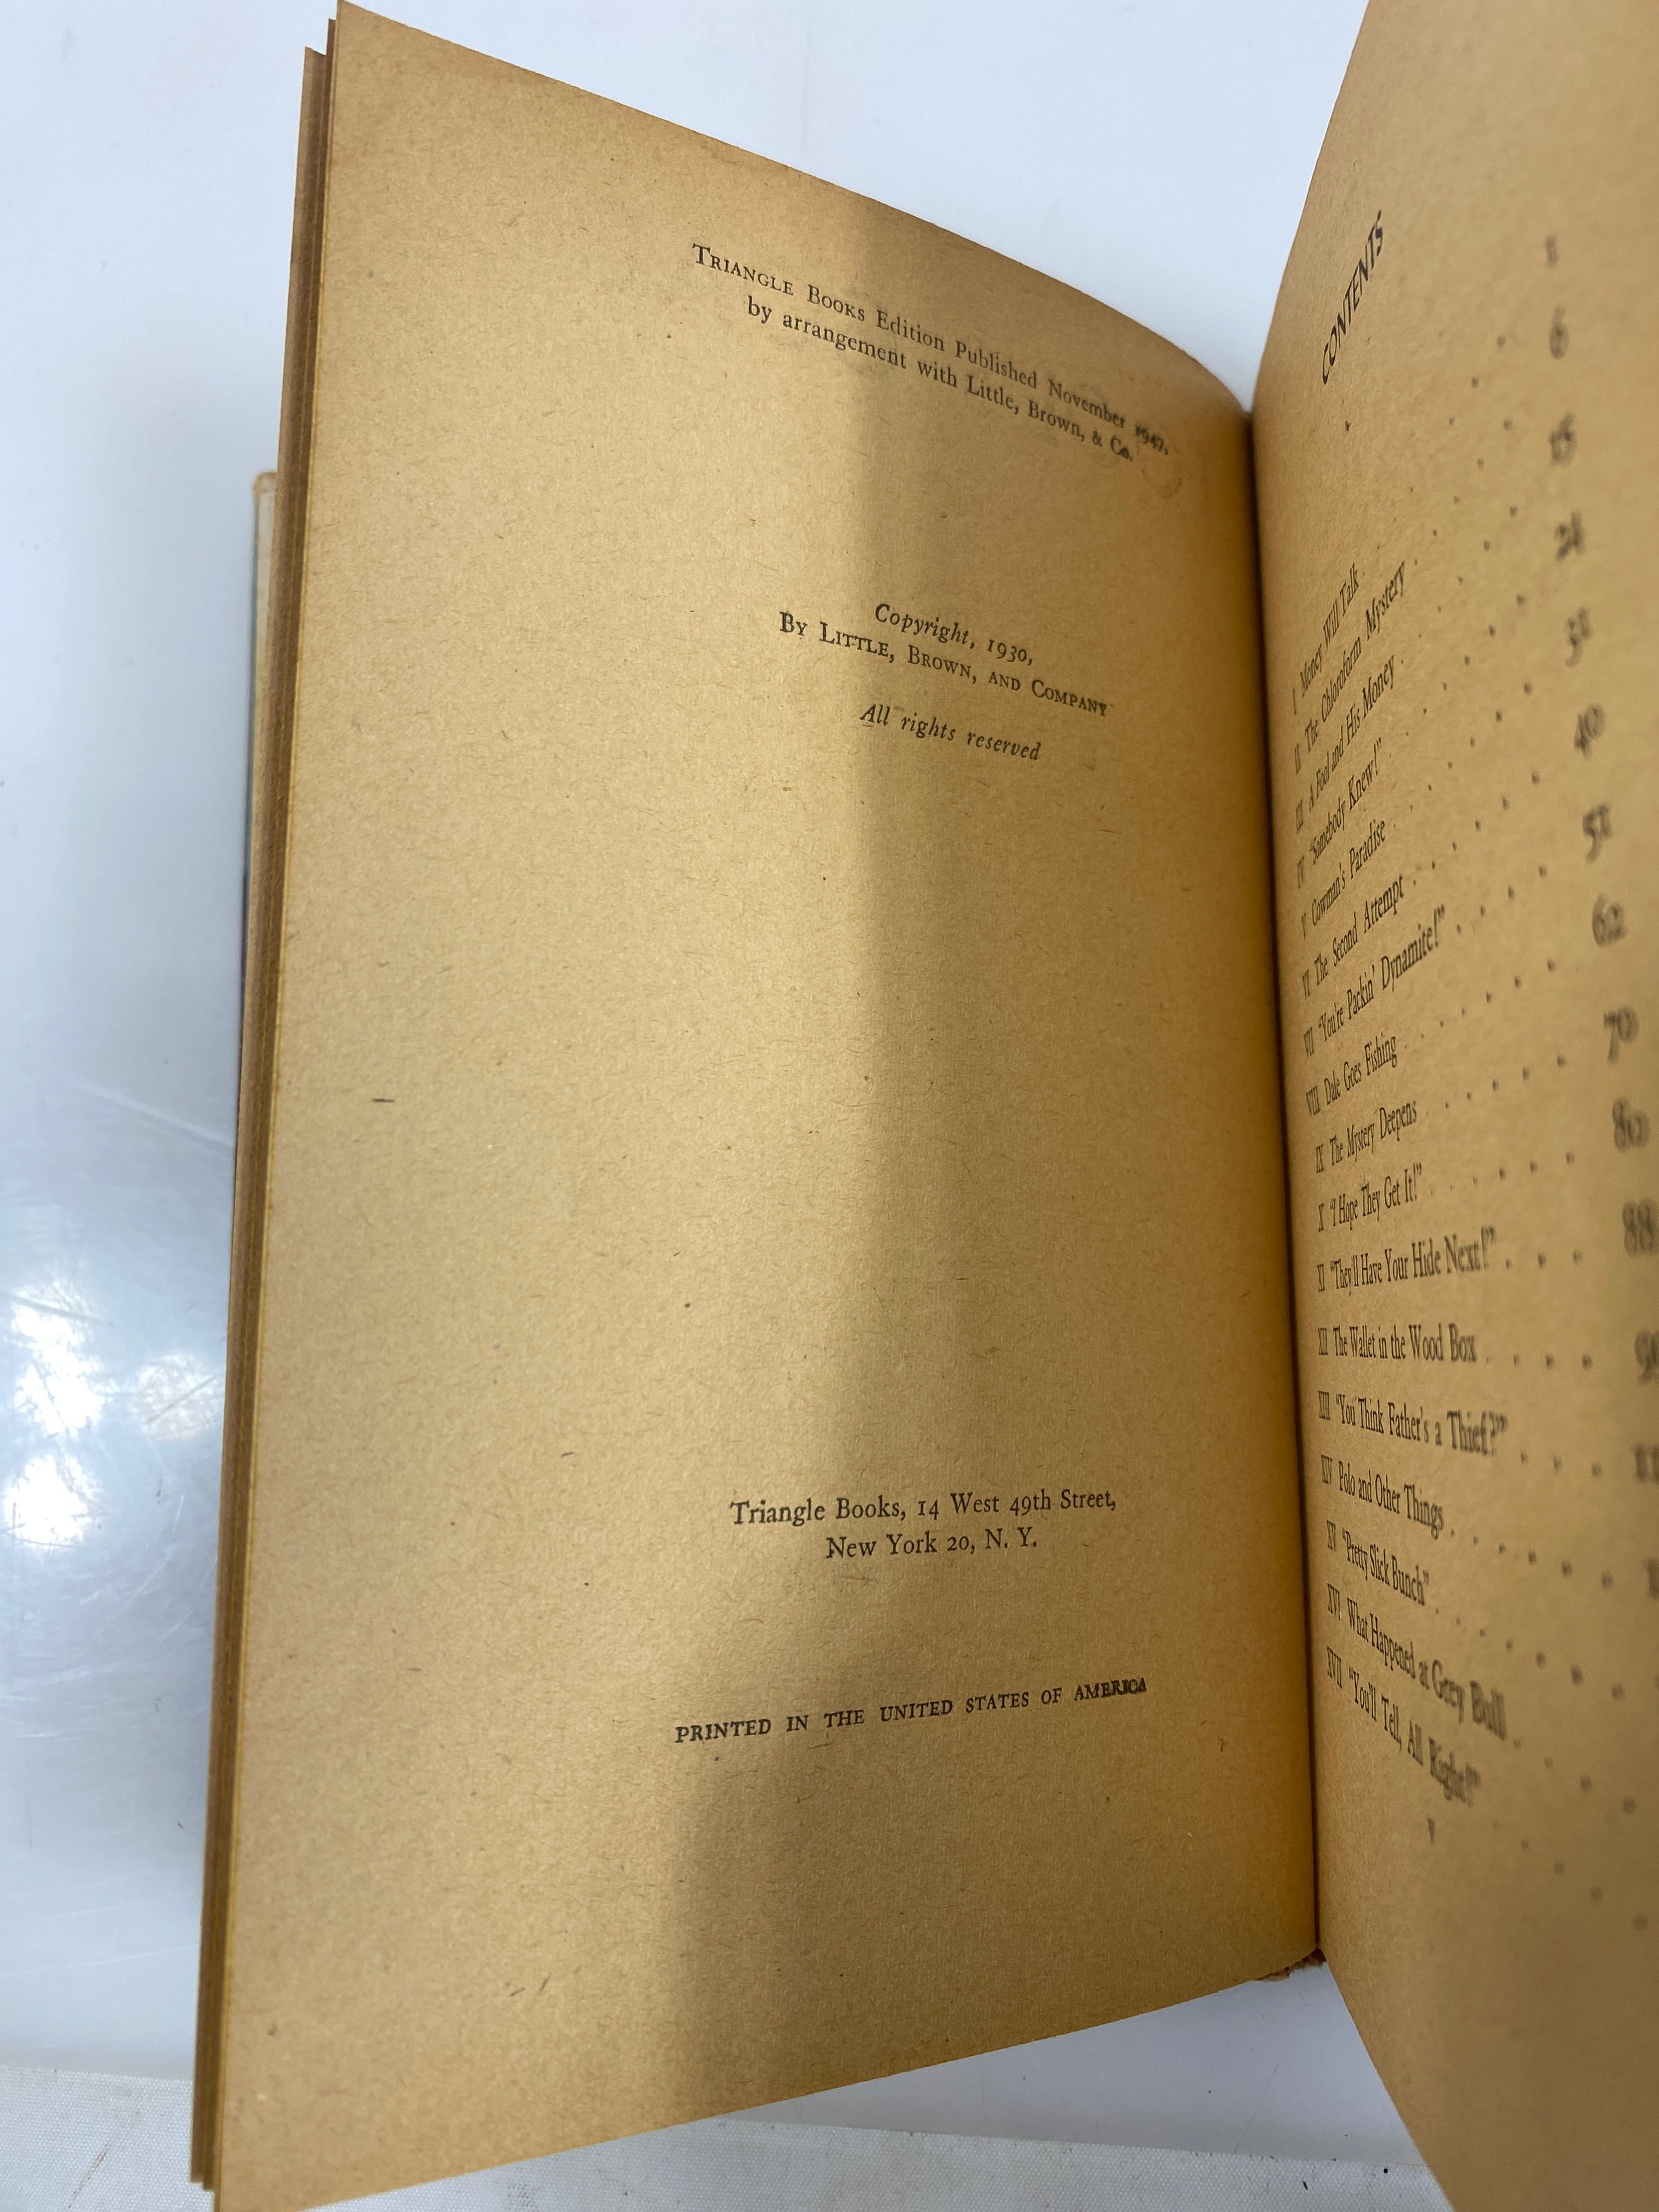 TRIANGLE BOOKS Edition Published November 1947,
by arrangement with Little, Brown, & Co.
Copyright, 1930,
BY LITTLE, BROWN, AND COMPANY
All rights reserved
Triangle Books, 14 West 49th Street,
New York 20, N. Y.
PRINTED IN THE UNITED STATES OF AMERICA
CONTENTS
I Money Will Talk . 1
II The Chloroform Mystery . . . 6
III A Fool and His Money . . . . 16
IV "Somebody Knew!" . . . .
V Cowman's Paradise . . . . 31
VI The Second Attempt . . . . 40
VII "You're Packin' Dynamite!" . . . . 51
VIII Dale Goes Fishing . . . . 62
IX The Mystery Deepens . . . . 70
X "I Hope They Get It!" . . . . 80
XI "They'll Have Your Hide Next!" . . . 88
XII The Wallet in the Wood Box . . . .
XIII "You Think Father's a Thief?" . . .
XIV Polo and Other Things . . . .
XV "Pretty Slick Bunch" . . . .
XVI What Happened at Grey Bull . . .
XVII "You'll Tell, All Right!" . . .
v